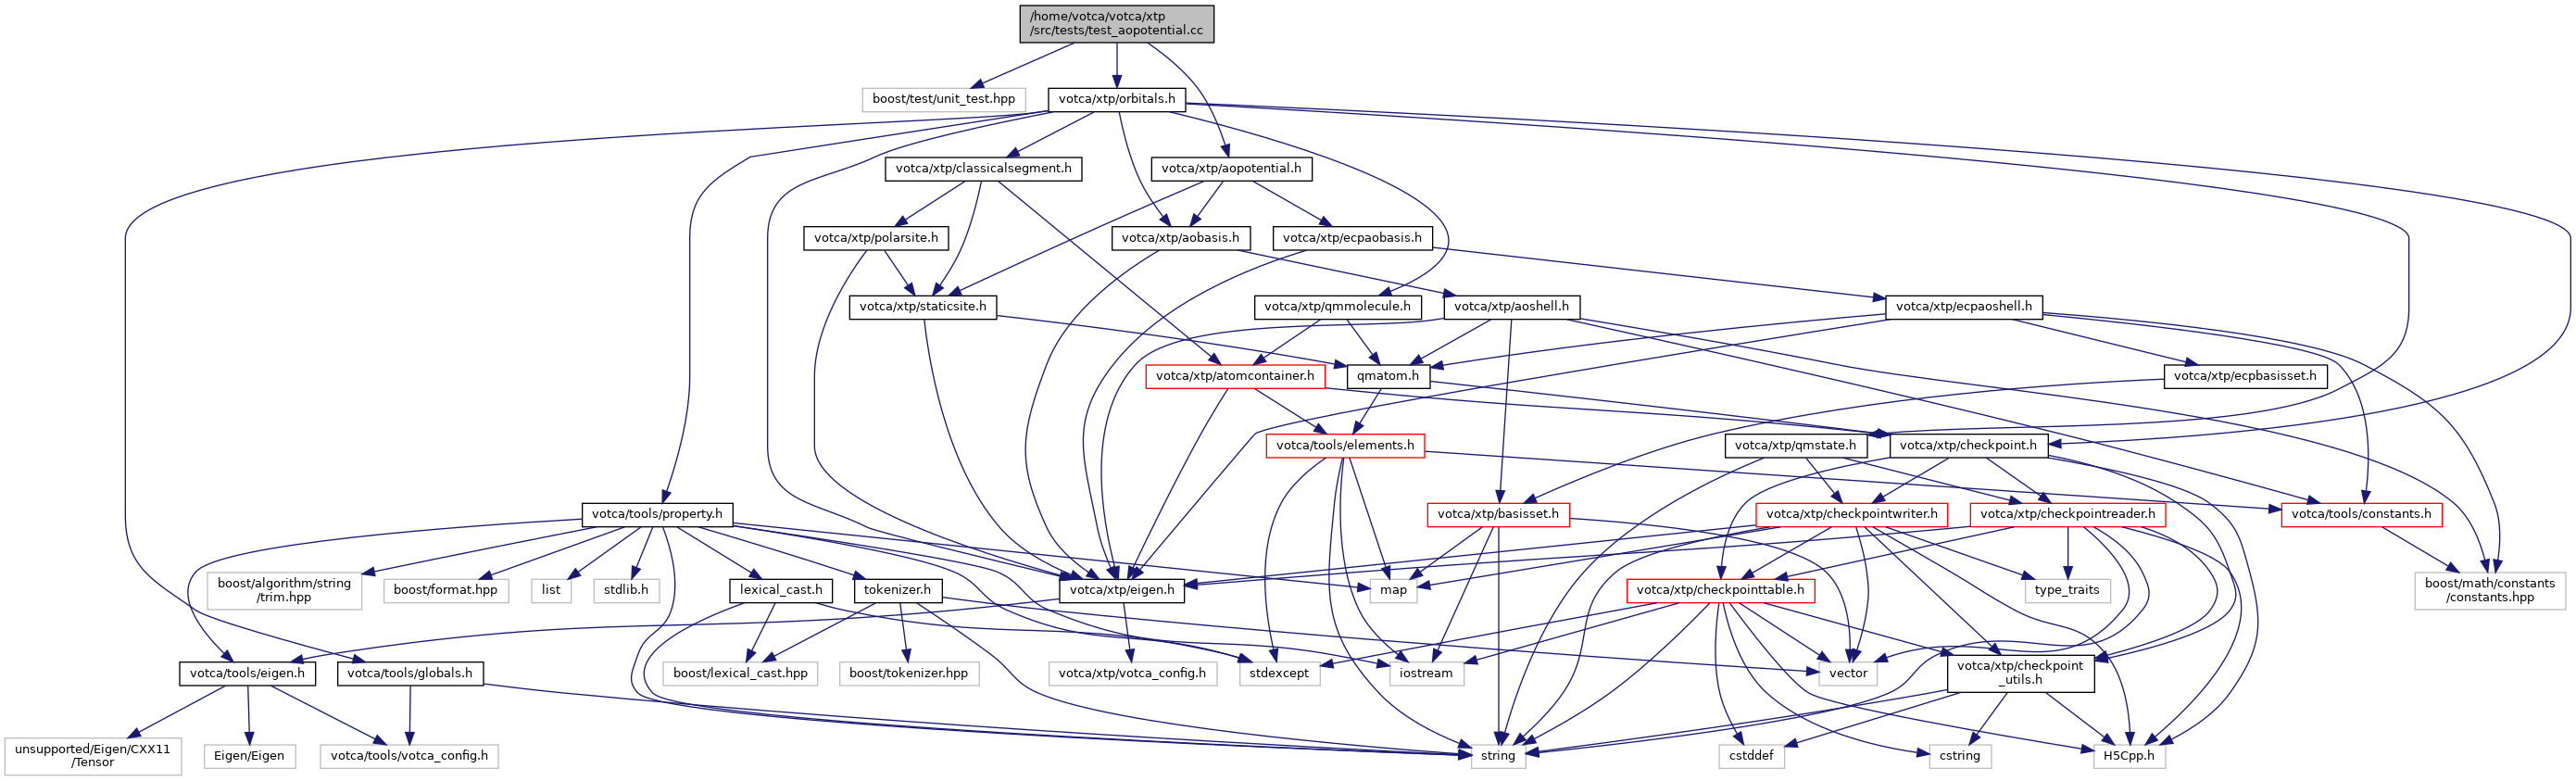 /home/votca/votca/xtp
/src/tests/test_aopotential.cc
boost/test/unit_test.hpp
votca/xtp/orbitals.h
votca/xtp/classicalsegment.h
votca/xtp/aopotential.h
votca/xtp/polarsite.h
votca/xtp/aobasis.h
votca/xtp/ecpaobasis.h
votca/xtp/staticsite.h
votca/xtp/qmmolecule.h
votca/xtp/aoshell.h
votca/xtp/ecpaoshell.h
votca/xtp/atomcontainer.h
qmatom.h
votca/xtp/ecpbasisset.h
votca/tools/elements.h
votca/xtp/qmstate.h
votca/xtp/checkpoint.h
votca/tools/property.h
votca/xtp/basisset.h
votca/xtp/checkpointwriter.h
votca/xtp/checkpointreader.h
votca/tools/constants.h
boost/algorithm/string
/trim.hpp
boost/format.hpp
list
stdlib.h
lexical_cast.h
tokenizer.h
votca/xtp/eigen.h
map
votca/xtp/checkpointtable.h
type_traits
boost/math/constants
/constants.hpp
votca/tools/eigen.h
votca/tools/globals.h
boost/lexical_cast.hpp
boost/tokenizer.hpp
votca/xtp/votca_config.h
stdexcept
iostream
vector
votca/xtp/checkpoint
_utils.h
unsupported/Eigen/CXX11
/Tensor
Eigen/Eigen
votca/tools/votca_config.h
string
cstddef
cstring
H5Cpp.h